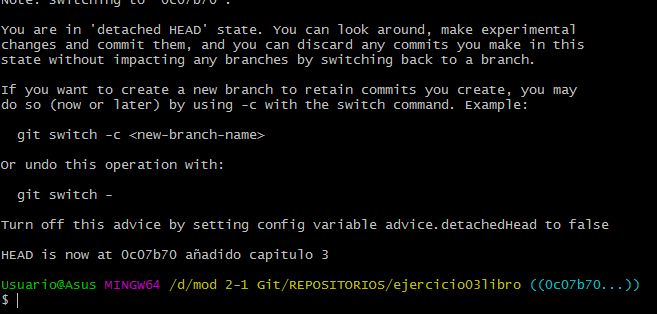 Note: switching to '0c07b70'.
You are in 'detached HEAD' state. You can look around, make experimental
changes and commit them, and you can discard any commits you make in this
state without impacting any branches by switching back to a branch.
If you want to create a new branch to retain commits you create, you may
do so (now or later) by using -c with the switch command. Example:
git switch -c <new-branch-name>
Or undo this operation with:
git switch -
Turn off this advice by setting config variable advice.detachedHead to false
HEAD is now at 0c07b70 añadido capitulo 3
Usuario@Asus MINGW64 /d/mod 2-1 Git/REPOSITORIOS/ejercicio03libro ((0c07b70...))
$